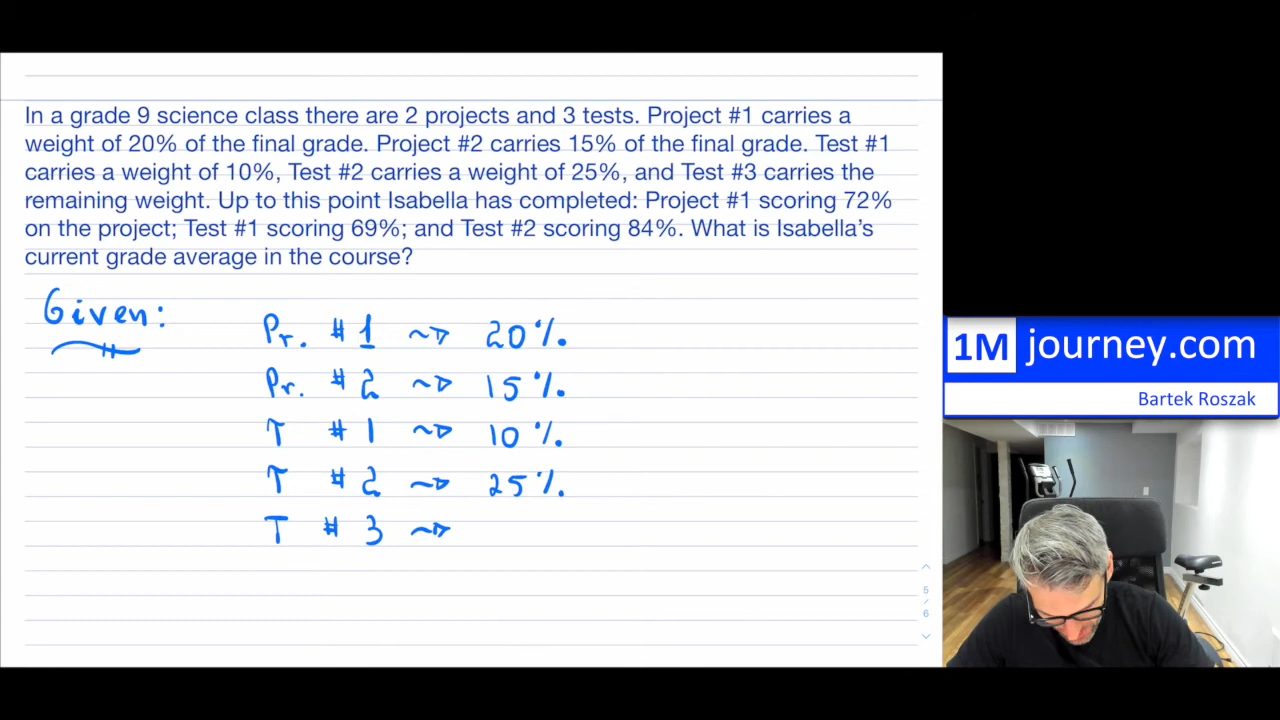 In a grade 9 science class there are 2 projects and 3 tests. Project #1 carries a
weight of 20% of the final grade. Project #2 carries 15% of the final grade. Test #1
carries a weight of 10%, Test #2 carries a weight of 25%, and Test #3 carries the
remaining weight. Up to this point Isabella has completed: Project #1 scoring 72%
on the project; Test #1 scoring 69%; and Test #2 scoring 84%. What is Isabella's
current grade average in the course?
Given:
Pr. #1 ~> 20%.
Pr. #2 ~> 15%.
T #1 ~> 10%.
T #2 ~> 25%.
T #3 ~>
5
/
6
1M journey.com
Bartek Roszak